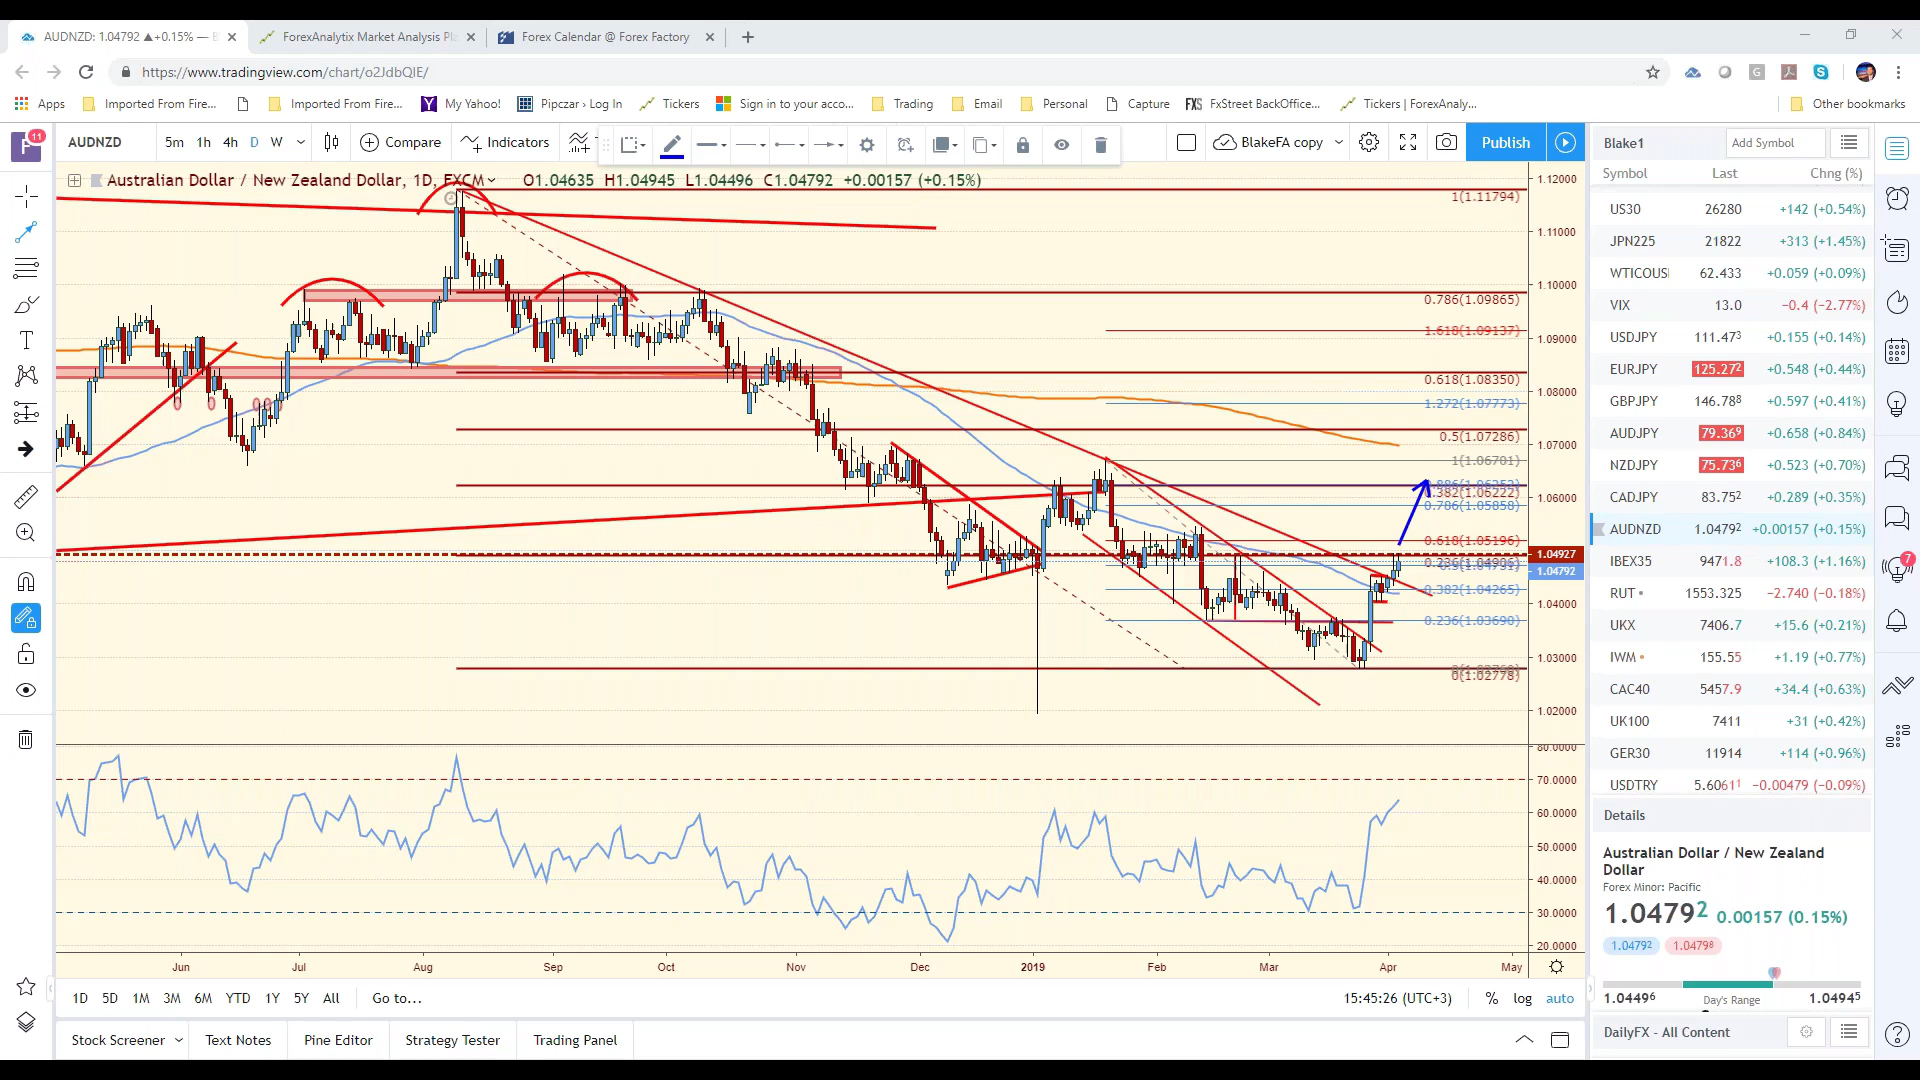 AUDNZD: 1.04792 ▲+0.15% —
ForexAnalytix Market Analysis
Forex Calendar @ Forex Factory
https://www.tradingview.com/chart/o2JdbQIE/
Apps
Imported From Fire...
Imported From Fire...
My Yahoo!
Pipczar › Log In
Tickers
Sign in to your acco...
Trading
Email
Personal
Capture
FXS FxStreet BackOffice...
Tickers | ForexAnaly...
Other bookmarks
11
AUDNZD
5m 1h 4h D W
Compare
Indicators
BlakeFA copy
Publish
Blake1
Add Symbol
Australian Dollar / New Zealand Dollar, 1D, FXCM
O1.04635 H1.04945 L1.04496 C1.04792 +0.00157 (+0.15%)
Symbol Last Chng (%)
US30 26280 +142 (+0.54%)
JPN225 21822 +313 (+1.45%)
WTICOUS 62.433 +0.059 (+0.09%)
VIX 13.0 −0.4 (−2.77%)
USDJPY 111.473 +0.155 (+0.14%)
EURJPY 125.272 +0.548 (+0.44%)
GBPJPY 146.788 +0.597 (+0.41%)
AUDJPY 79.369 +0.658 (+0.84%)
NZDJPY 75.736 +0.523 (+0.70%)
CADJPY 83.752 +0.289 (+0.35%)
AUDNZD 1.04792 +0.00157 (+0.15%)
IBEX35 9471.8 +108.3 (+1.16%)
RUT 1553.325 −2.740 (−0.18%)
UKX 7406.7 +15.6 (+0.21%)
IWM 155.55 +1.19 (+0.77%)
CAC40 5457.9 +34.4 (+0.63%)
UK100 7411 +31 (+0.42%)
GER30 11914 +114 (+0.96%)
USDTRY 5.60611 −0.00479 (−0.09%)
1(1.11794)
0.786(1.09865)
1.618(1.09137)
0.618(1.08350)
1.272(1.07773)
0.5(1.07286)
1(1.06701)
0.382(1.06222)
0.786(1.05858)
0.618(1.05196)
0.236(1.04906)
0.382(1.04265)
0.236(1.03690)
0(1.02778)
1.12000
1.11000
1.10000
1.09000
1.08000
1.07000
1.06000
1.04927
1.04792
1.04000
1.03000
1.02000
80.0000
70.0000
60.0000
50.0000
40.0000
30.0000
20.0000
Jun Jul Aug Sep Oct Nov Dec 2019 Feb Mar Apr May
1D 5D 1M 3M 6M YTD 1Y 5Y All Go to...
15:45:26 (UTC+3) % log auto
Stock Screener
Text Notes
Pine Editor
Strategy Tester
Trading Panel
Details
Australian Dollar / New Zealand
Dollar
Forex Minor: Pacific
1.04792 0.00157 (0.15%)
1.04792 1.04798
1.04496 Day's Range 1.04945
DailyFX - All Content
7